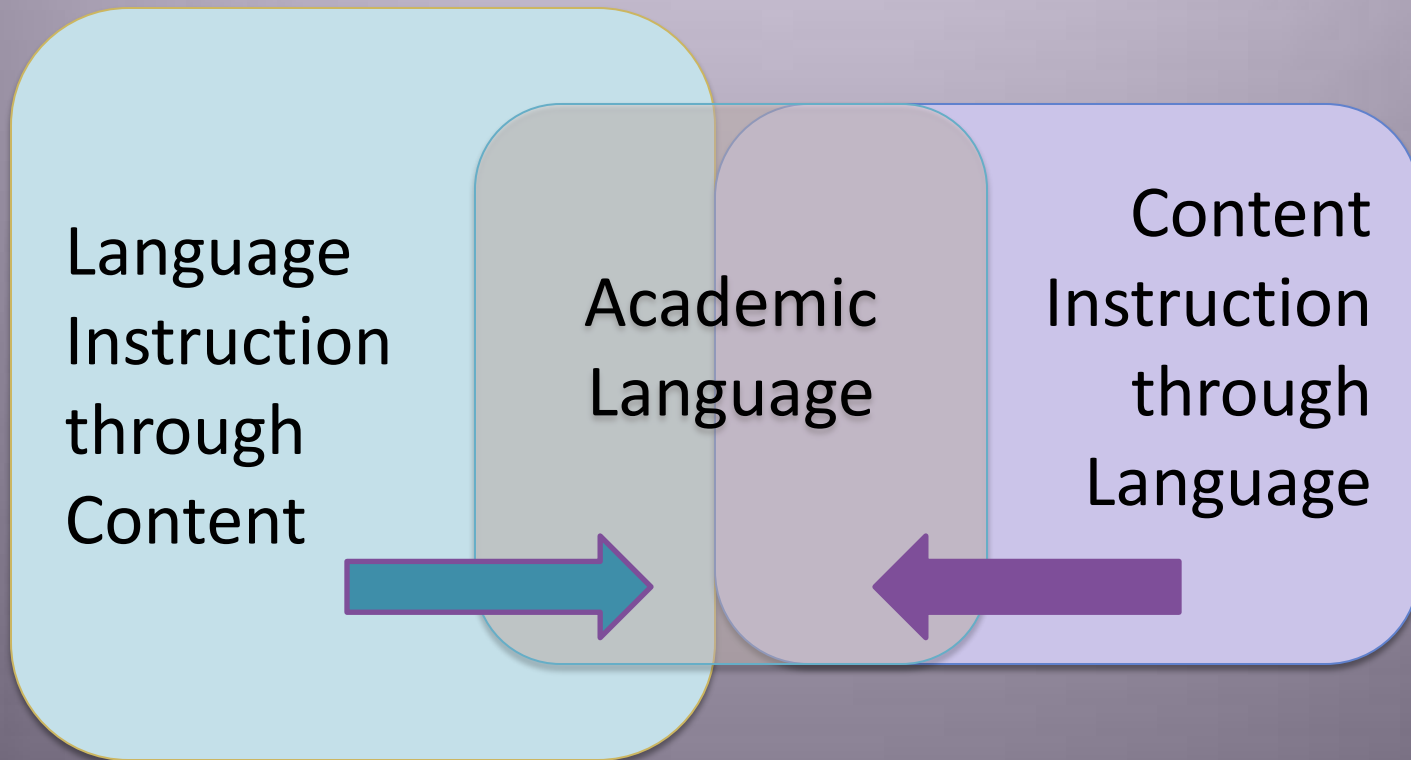 Language
Instruction
through
Content
Academic
Language
Content
Instruction
through
Language